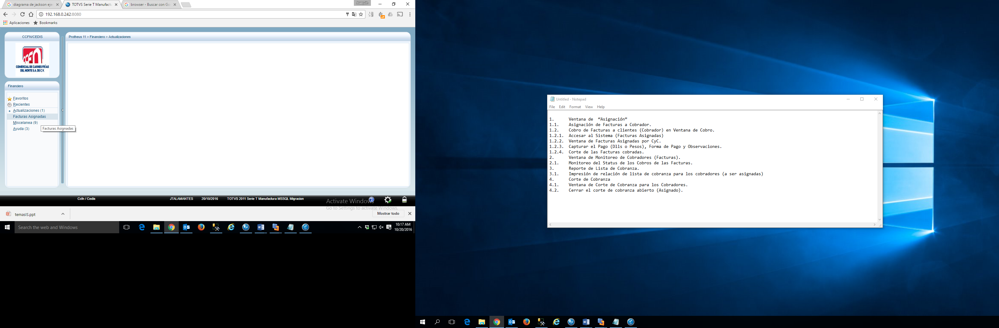 diagrama de jackson eje
TOTVS Serie T Manufactu
browser - Buscar con Go
Joaquin
192.168.0.242:8080
off
Aplicaciones
Bookmarks
CCFN/CEDIS
COMERCIAL DE CARNES FRÍAS
DEL NORTE S.A. DE C.V.
Protheus 11 > Financiero > Actualizaciones
Financiero
Favoritos
Recientes
Actualizaciones (1)
Facturas Asignadas
Miscelanea (9)
Ayuda (3)
Facturas Asignadas
Ccfn / Cedis
JTALAMANTES
20/10/2016
TOTVS 2011 Serie T Manufactura MSSQL Migracion
Activate Windows
Go to Settings to activate Windows.
temasIS.ppt
Mostrar todo
Search the web and Windows
10:17 AM
10/20/2016
Untitled - Notepad
File Edit Format View Help
1. Ventana de “Asignación”
1.1. Asignación de Facturas a Cobrador.
1.2. Cobro de Facturas a clientes (Cobrador) en Ventana de Cobro.
1.2.1. Accesar al Sistema (Facturas Asignadas)
1.2.2. Ventana de Facturas Asignadas por CyC.
1.2.3. Capturar el Pago (Dlls o Pesos), Forma de Pago y Observaciones.
1.2.4. Corte de las Facturas cobradas.
2. Ventana de Monitoreo de Cobradores (Facturas).
2.1. Monitoreo del Status de los Cobros de las Facturas.
3. Reporte de Lista de Cobranza.
3.1. Impresión de relación de lista de cobranza para los cobradores (a ser asignadas)
4. Corte de Cobranza
4.1. Ventana de Corte de Cobranza para los Cobradores.
4.2. Cerrar el corte de cobranza abierto (Asignado).